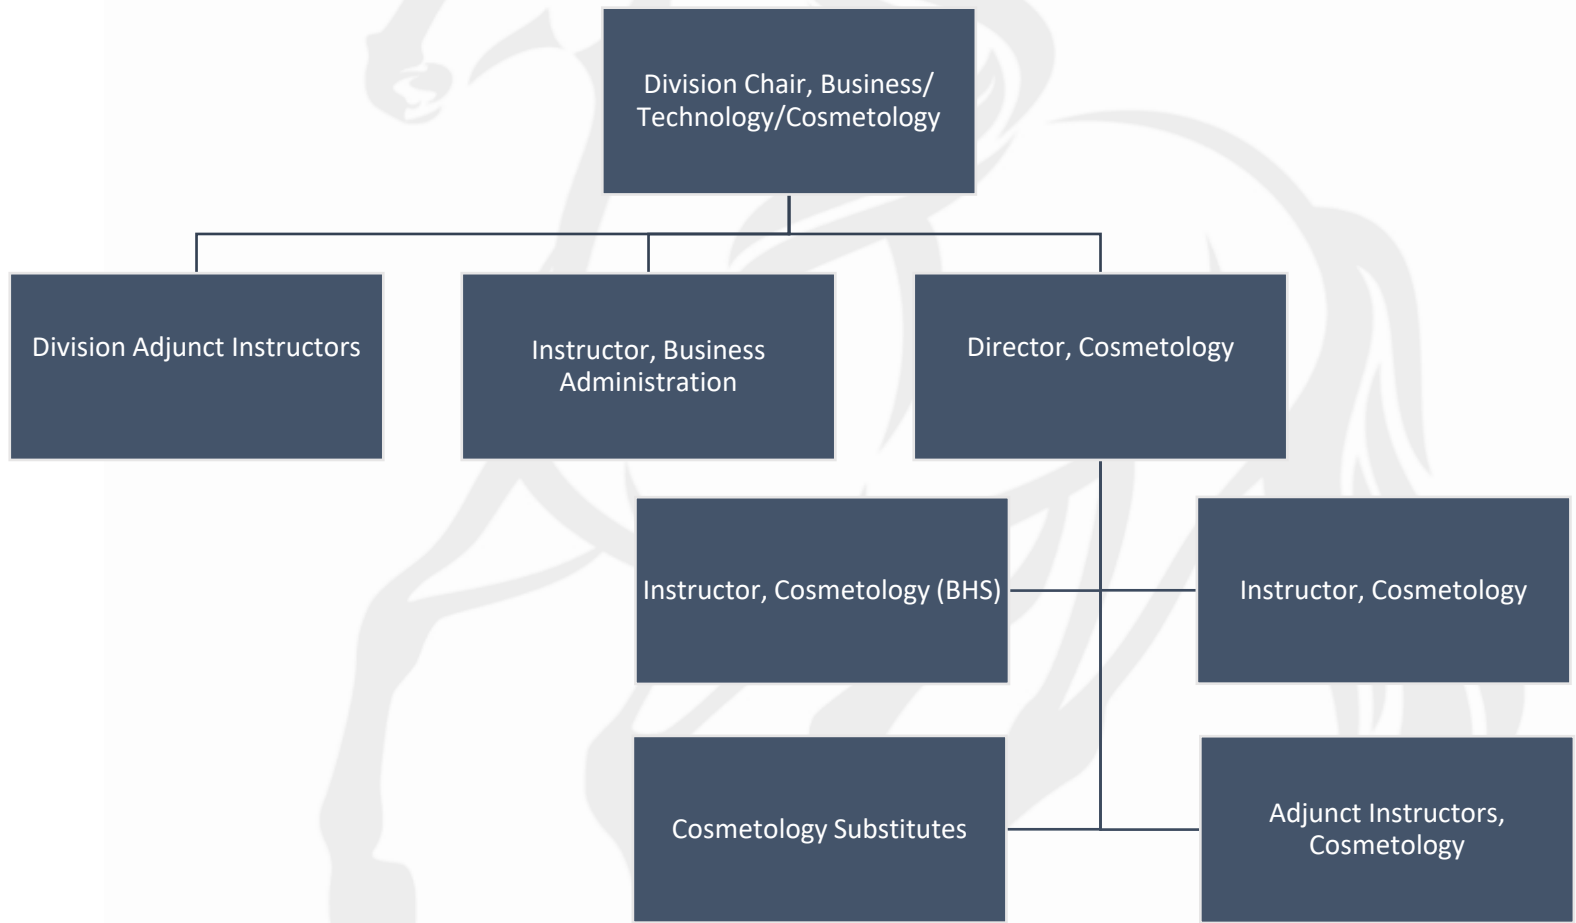 Division Chair, Business/
Technology/Cosmetology
Division Adjunct Instructors
Instructor, Business
Administration
Director, Cosmetology
Instructor, Cosmetology (BHS)
Instructor, Cosmetology
Cosmetology Substitutes
Adjunct Instructors,
Cosmetology